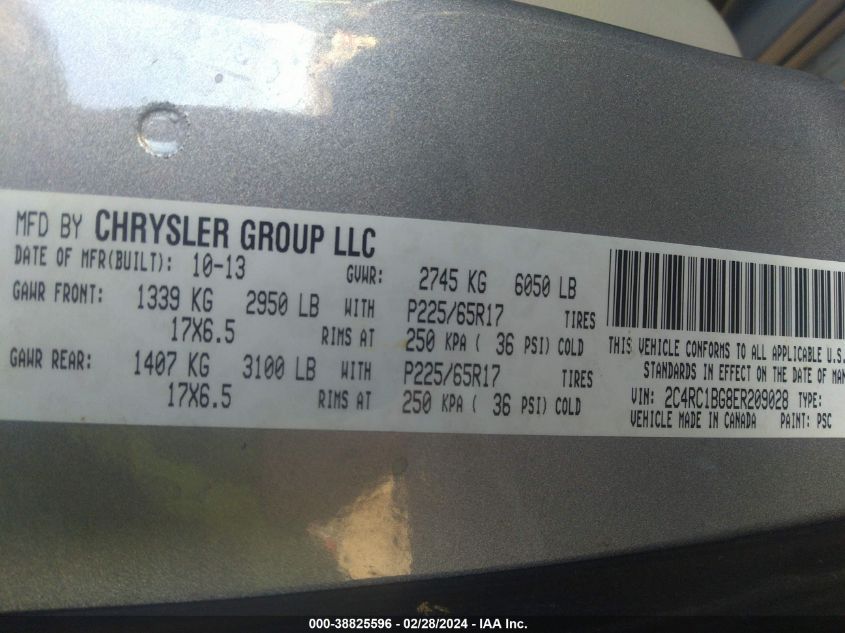 MFD BY CHRYSLER GROUP LLC
DATE OF MFR(BUILT): 10-13 GVWR: 2745 KG 6050 LB
GAWR FRONT: 1339 KG 2950 LB WITH P225/65R17 TIRES
17X6.5 RIMS AT 250 KPA ( 36 PSI) COLD
GAWR REAR: 1407 KG 3100 LB WITH P225/65R17 TIRES
17X6.5 RIMS AT 250 KPA ( 36 PSI) COLD
THIS VEHICLE CONFORMS TO ALL APPLICABLE U.S.
STANDARDS IN EFFECT ON THE DATE OF MAN
VIN: 2C4RC1BG8ER209028 TYPE:
VEHICLE MADE IN CANADA PAINT: PSC
000-38825596 - 02/28/2024 - IAA Inc.